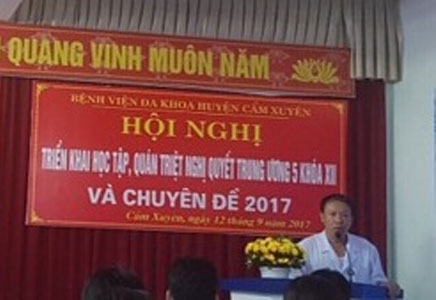 QUANG VINH MUÔN NĂM
BỆNH VIỆN ĐA KHOA HUYỆN CẨM XUYÊN
HỘI NGHỊ
TRIỂN KHAI HỌC TẬP, QUÁN TRIỆT NGHỊ QUYẾT TRUNG ƯƠNG 5 KHÓA XII
VÀ CHUYÊN ĐỀ 2017
Cẩm Xuyên, ngày 12 tháng 9 năm 2017